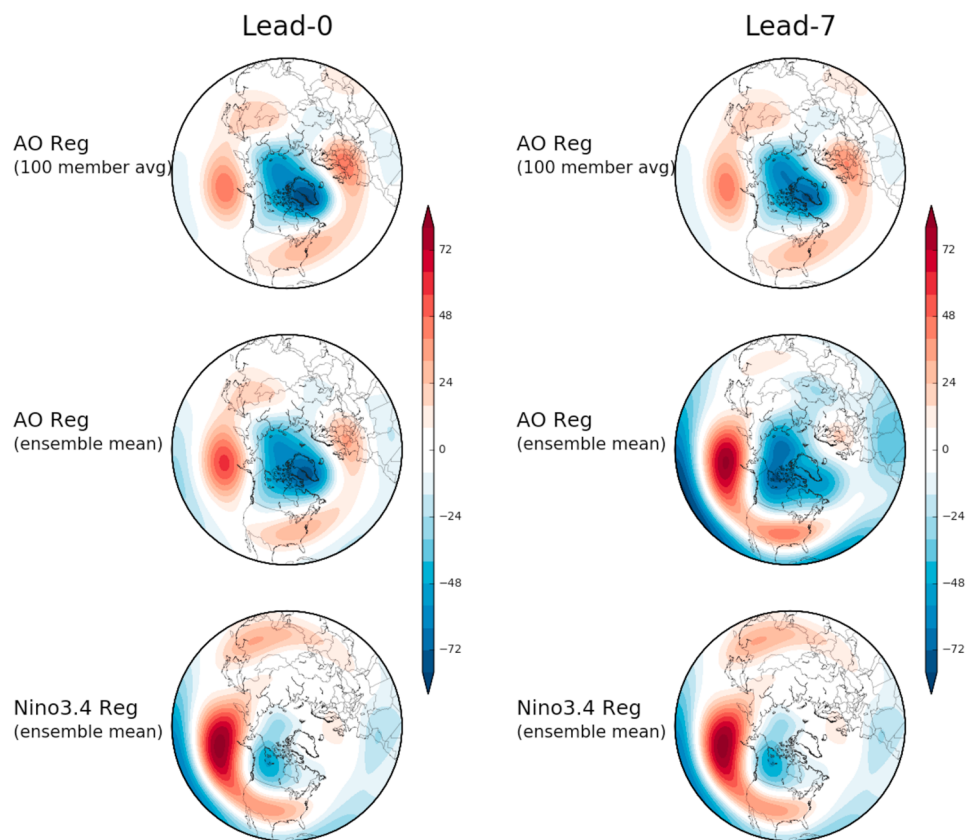 Lead-0
Lead-7
AO Reg
(100 member avg)
AO Reg
(100 member avg)
72
48
24
0
−24
−48
−72
72
48
24
0
−24
−48
−72
AO Reg
(ensemble mean)
AO Reg
(ensemble mean)
Nino3.4 Reg
(ensemble mean)
Nino3.4 Reg
(ensemble mean)